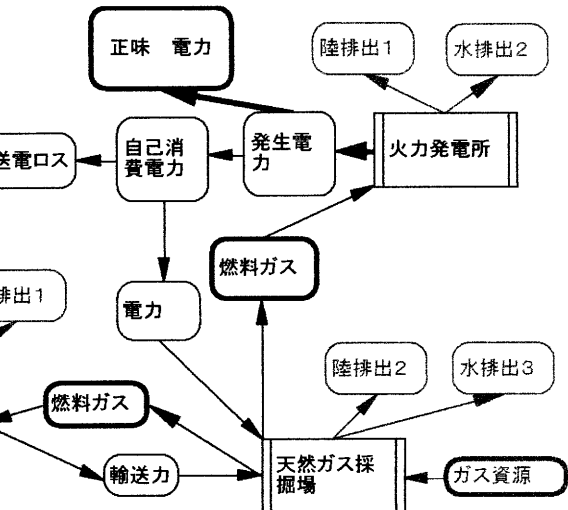 正味　電力
陸排出1
水排出2
送電ロス
自己消
費電力
発生電
力
火力発電所
燃料ガス
排出1
電力
陸排出2
水排出3
燃料ガス
輸送力
天然ガス採
掘場
ガス資源